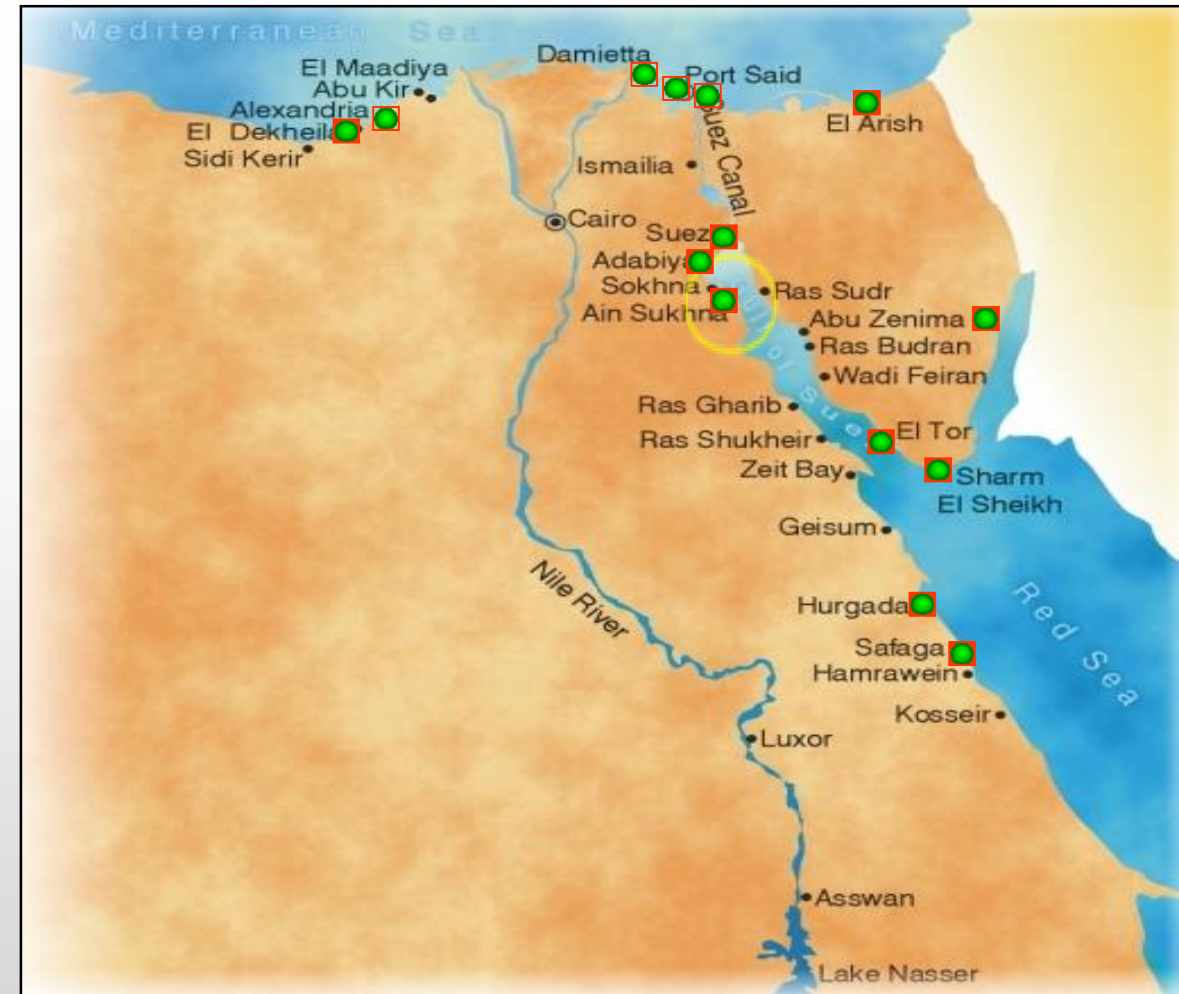 Mediterranean Sea
Damietta
El Maadiya
Port Said
Abu Kir
Alexandria
El Arish
El Dekheila
Sidi Kerir
Suez Canal
Ismailia
Cairo
Suez
Adabiya
Sokhna
Ras Sudr
Ain Sukhna
Abu Zenima
Ras Budran
Wadi Feiran
Gulf of Suez
Ras Gharib
El Tor
Ras Shukheir
Zeit Bay
Sharm
El Sheikh
Geisum
Nile River
Red Sea
Hurgada
Safaga
Hamrawein
Kosseir
Luxor
Asswan
Lake Nasser